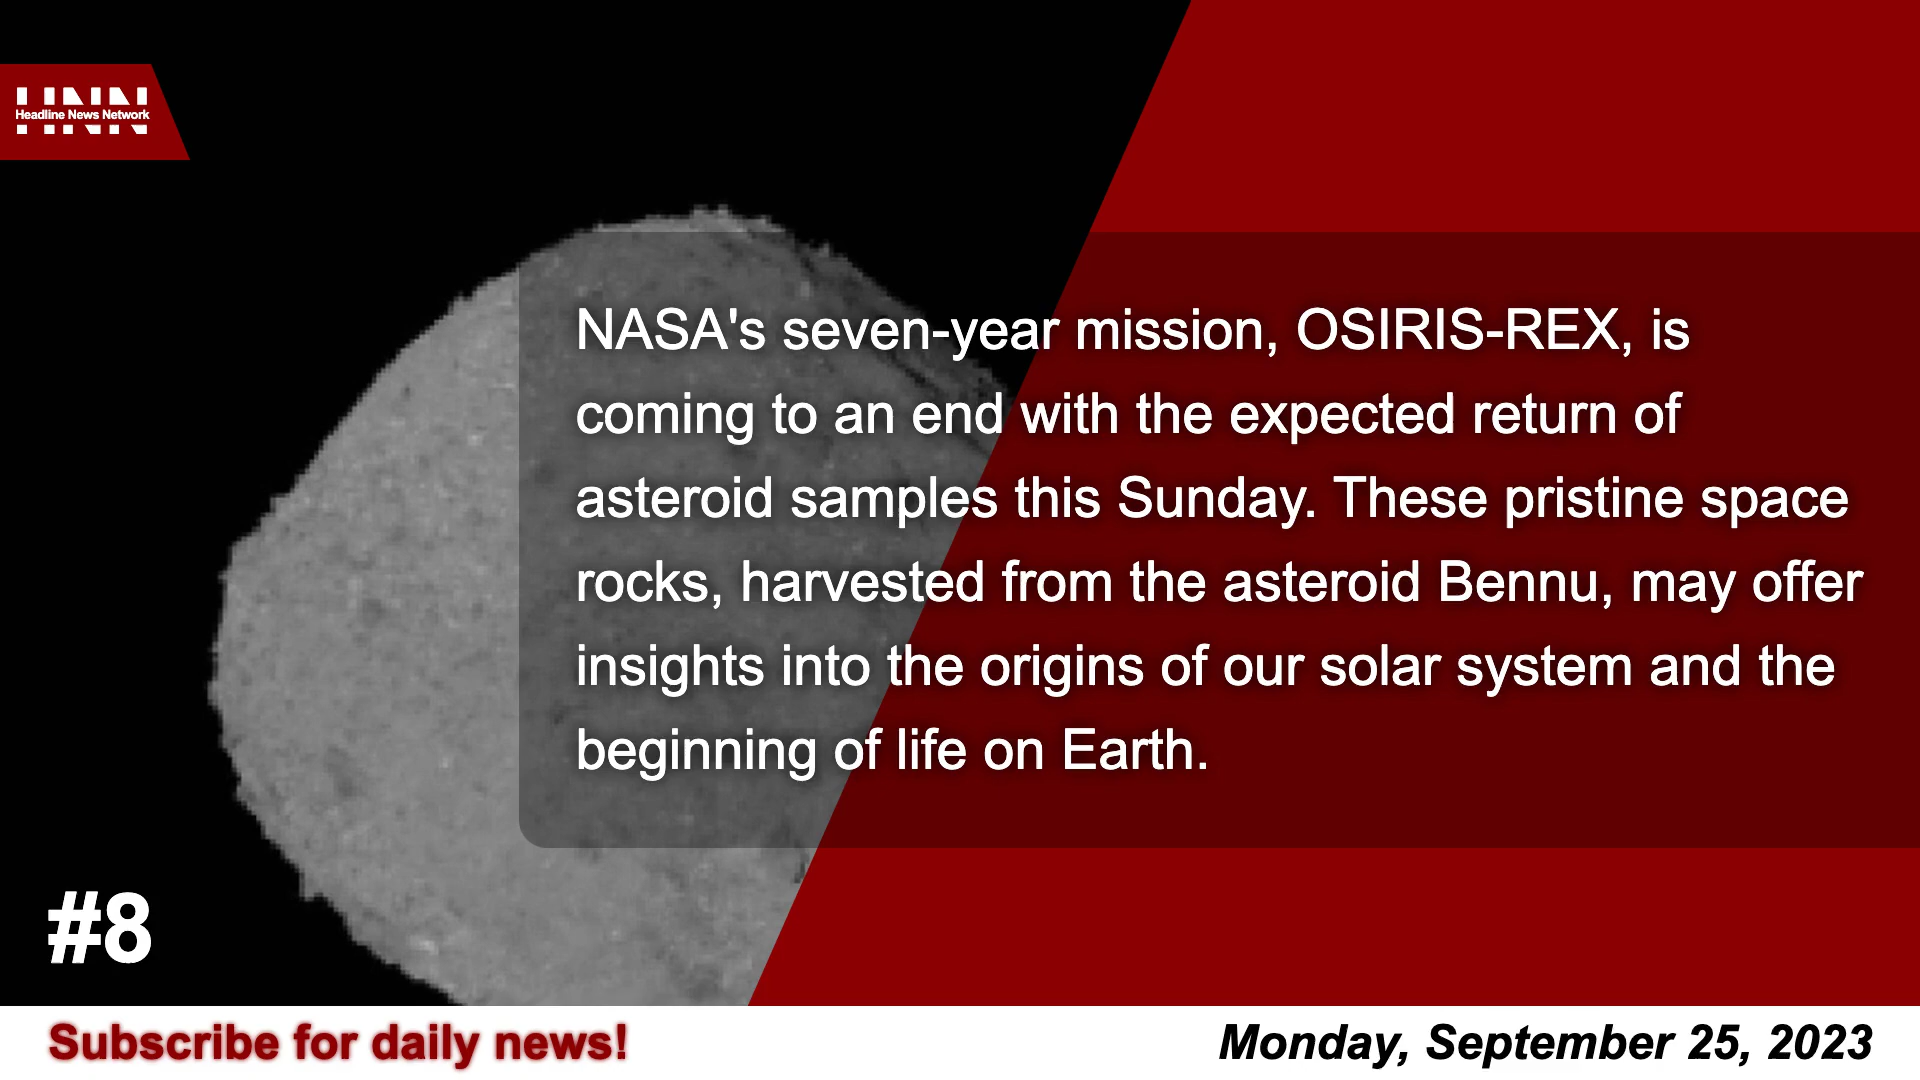 HNN
Headline News Network
NASA's seven-year mission, OSIRIS-REX, is
coming to an end with the expected return of
asteroid samples this Sunday. These pristine space
rocks, harvested from the asteroid Bennu, may offer
insights into the origins of our solar system and the
beginning of life on Earth.
#8
Subscribe for daily news!
Monday, September 25, 2023